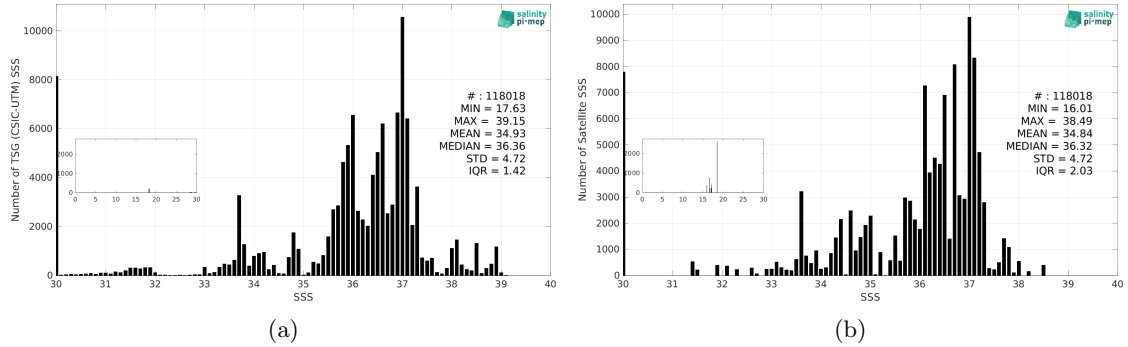 salinity
pi-mep
Number of TSG (CSIC-UTM) SSS
10000
8000
6000
4000
2000
0
# : 118018
MIN = 17.63
MAX = 39.15
MEAN = 34.93
MEDIAN = 36.36
STD = 4.72
IQR = 1.42
2000
1000
0
0 5 10 15 20 25 30
30 31 32 33 34 35 36 37 38 39 40
SSS
(a)
salinity
pi-mep
Number of Satellite SSS
10000
9000
8000
7000
6000
5000
4000
3000
2000
1000
0
# : 118018
MIN = 16.01
MAX = 38.49
MEAN = 34.84
MEDIAN = 36.32
STD = 4.72
IQR = 2.03
2000
1000
0
0 5 10 15 20 25 30
30 31 32 33 34 35 36 37 38 39 40
SSS
(b)